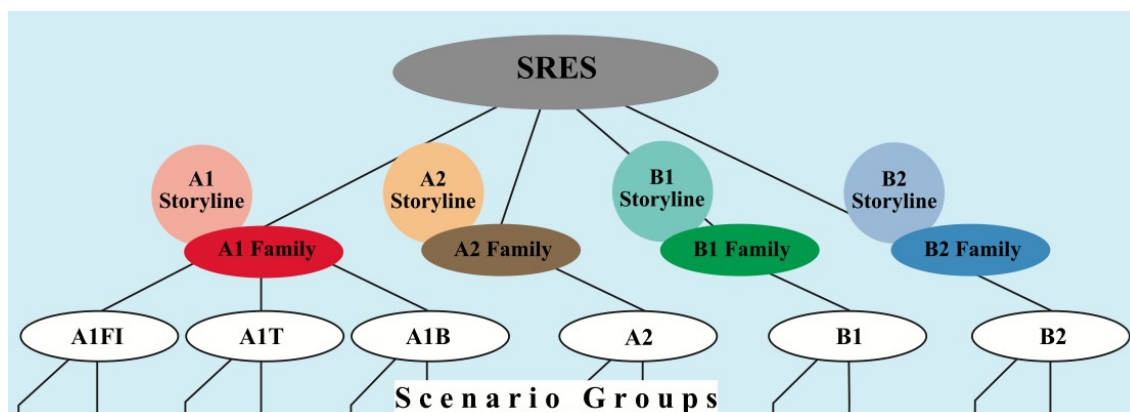 SRES
A1
Storyline
A2
Storyline
B1
Storyline
B2
Storyline
A1 Family
A2 Family
B1 Family
B2 Family
A1FI
A1T
A1B
A2
B1
B2
Scenario Groups